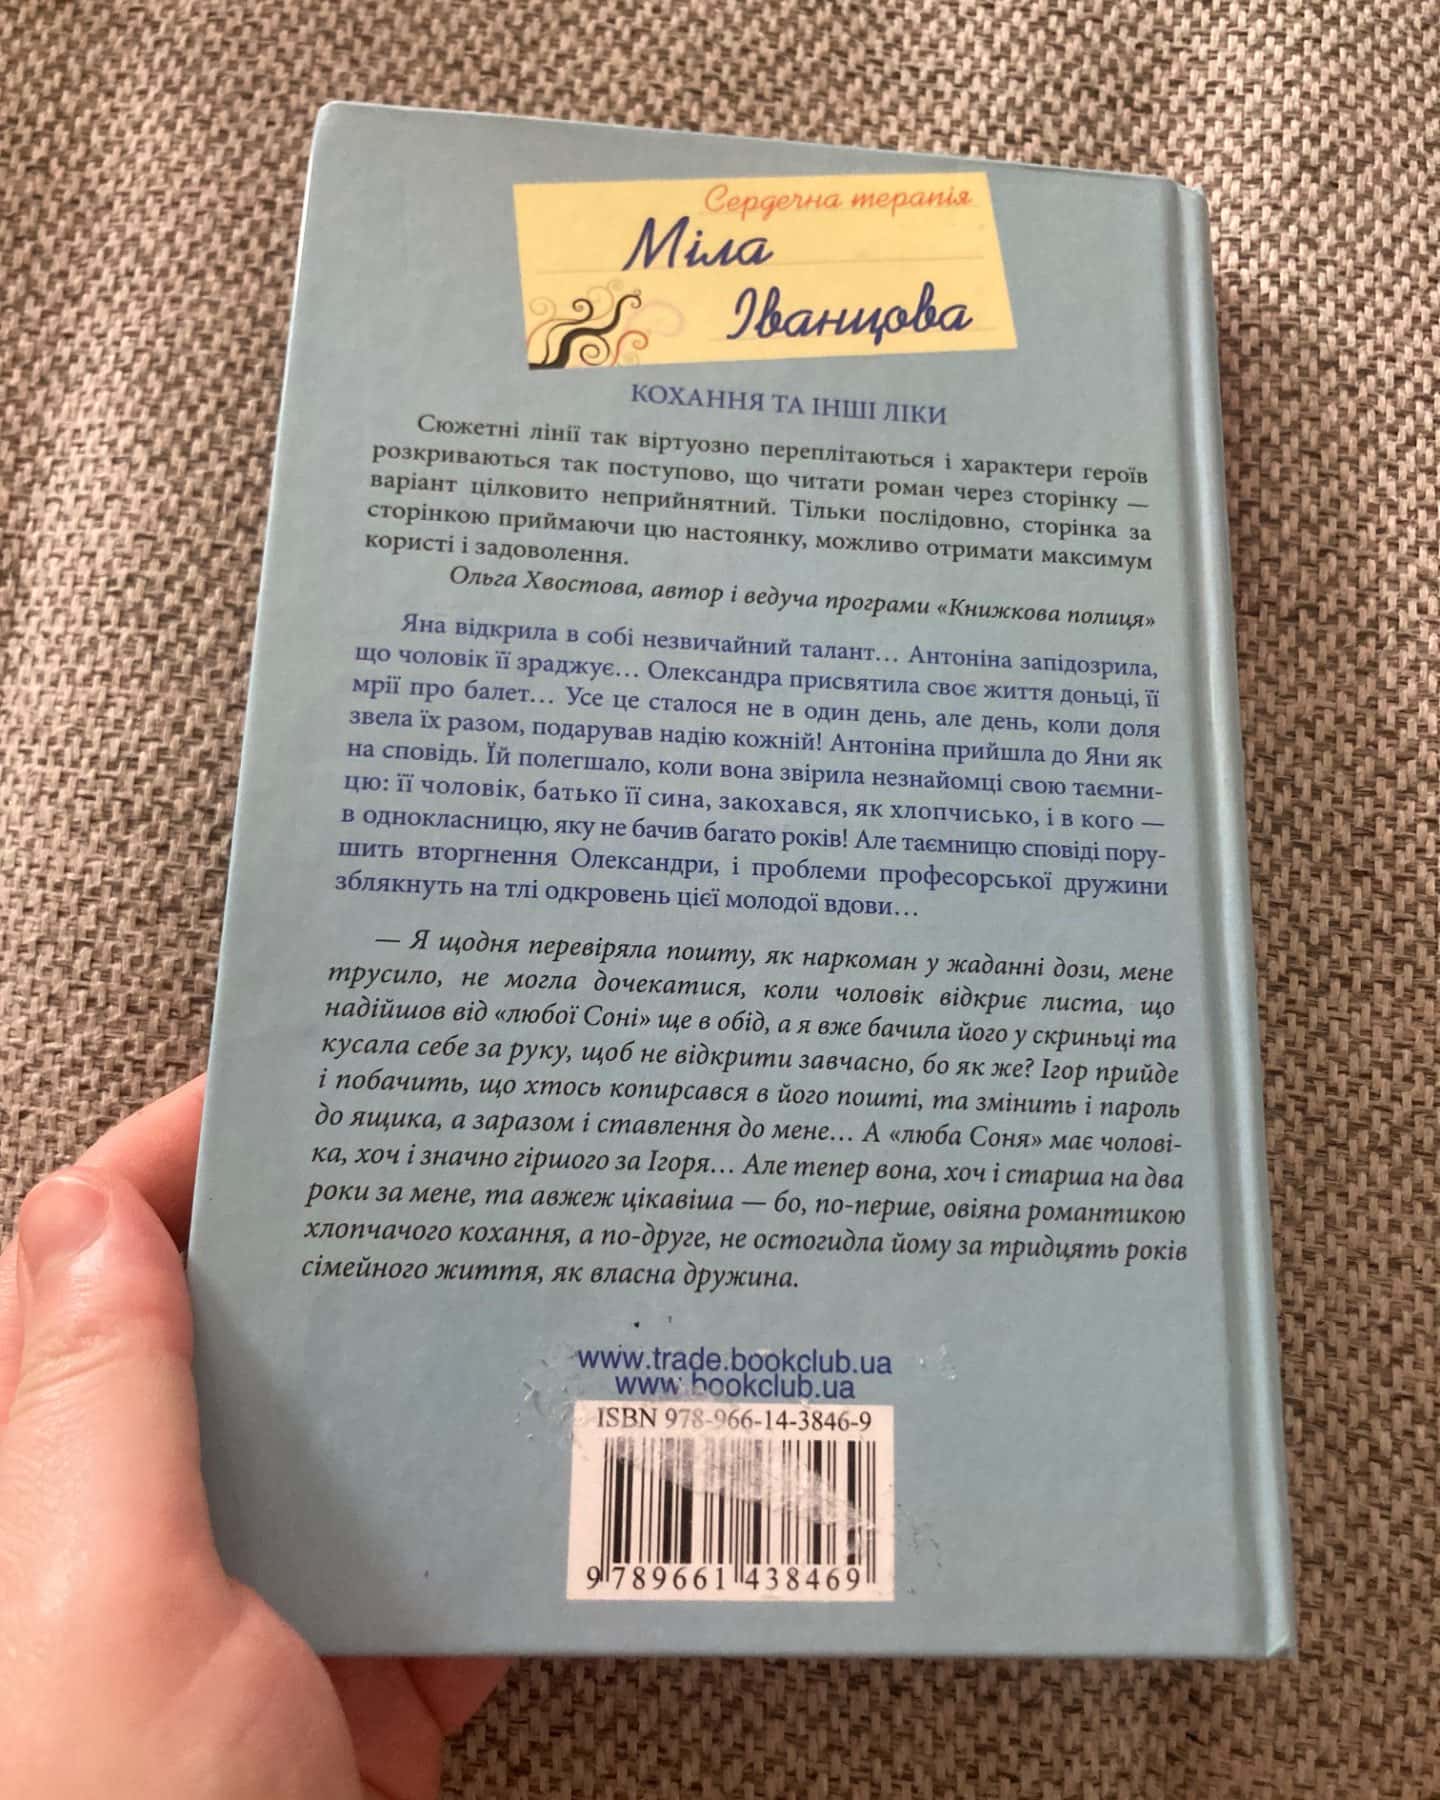 Сердечна терапія
Міла
Іванцова
КОХАННЯ ТА ІНШІ ЛІКИ
Сюжетні лінії так віртуозно переплітаються і характери героїв
розкриваються так поступово, що читати роман через сторінку —
варіант цілковито неприйнятний. Тільки послідовно, сторінка за
сторінкою приймаючи цю настоянку, можливо отримати максимум
користі і задоволення.
Ольга Хвостова, автор і ведуча програми «Книжкова полиця»
Яна відкрила в собі незвичайний талант… Антоніна запідозрила,
що чоловік її зраджує… Олександра присвятила своє життя доньці, її
мрії про балет… Усе це сталося не в один день, але день, коли доля
звела їх разом, подарував надію кожній! Антоніна прийшла до Яни як
на сповідь. Їй полегшало, коли вона звірила незнайомці свою таємни-
цю: її чоловік, батько її сина, закохався, як хлопчисько, і в кого —
в однокласницю, яку не бачив багато років! Але таємницю сповіді пору-
шить вторгнення Олександри, і проблеми професорської дружини
зблякнуть на тлі одкровень цієї молодої вдови…
— Я щодня перевіряла пошту, як наркоман у жаданні дози, мене
трусило, не могла дочекатися, коли чоловік відкриє листа, що
надійшов від «любої Соні» ще в обід, а я вже бачила його у скриньці та
кусала себе за руку, щоб не відкрити завчасно, бо як же? Ігор прийде
і побачить, що хтось копирсався в його пошті, та змінить і пароль
до ящика, а заразом і ставлення до мене… А «люба Соня» має чолові-
ка, хоч і значно гіршого за Ігоря… Але тепер вона, хоч і старша на два
роки за мене, та авжеж цікавіша — бо, по-перше, овіяна романтикою
хлопчачого кохання, а по-друге, не остогидла йому за тридцять років
сімейного життя, як власна дружина.
www.trade.bookclub.ua
www.bookclub.ua
ISBN 978-966-14-3846-9
9 789661 438469